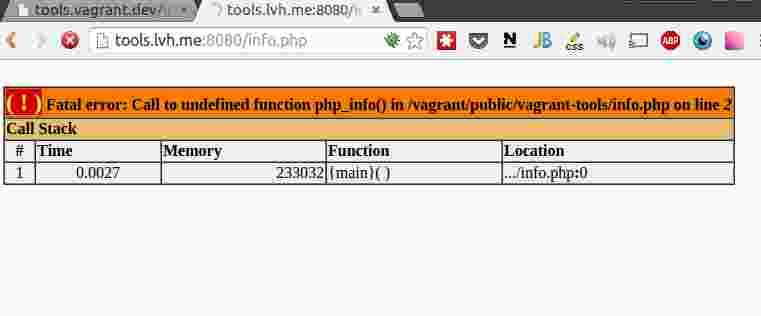 tools.vagrant.dev/
tools.lvh.me:8080/
tools.lvh.me:8080/info.php
N JB css ABP
( ! ) Fatal error: Call to undefined function php_info() in /vagrant/public/vagrant-tools/info.php on line 2
Call Stack
# Time Memory Function Location
1 0.0027 233032 {main}( ) .../info.php:0